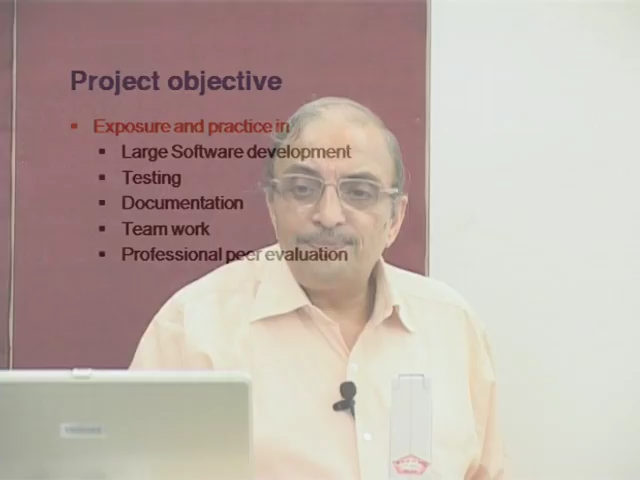 Project objective
Exposure and practice in
Large Software development
Testing
Documentation
Team work
Professional peer evaluation